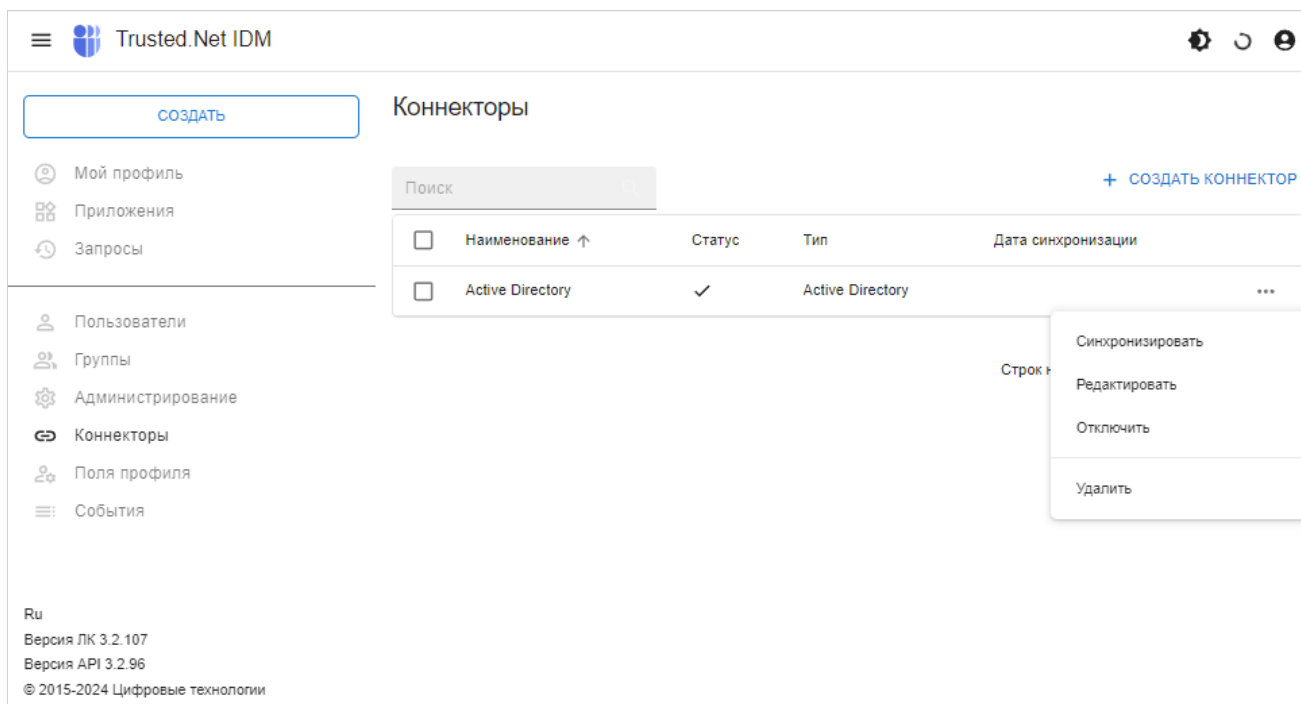 Trusted.Net IDM
СОЗДАТЬ
Мой профиль
Приложения
Запросы
Пользователи
Группы
Администрирование
Коннекторы
Поля профиля
События
Ru
Версия ЛК 3.2.107
Версия API 3.2.96
© 2015-2024 Цифровые технологии
Коннекторы
Поиск
+ СОЗДАТЬ КОННЕКТОР
Наименование ↑ Статус Тип Дата синхронизации
Active Directory ✓ Active Directory ...
Строк
Синхронизировать
Редактировать
Отключить
Удалить